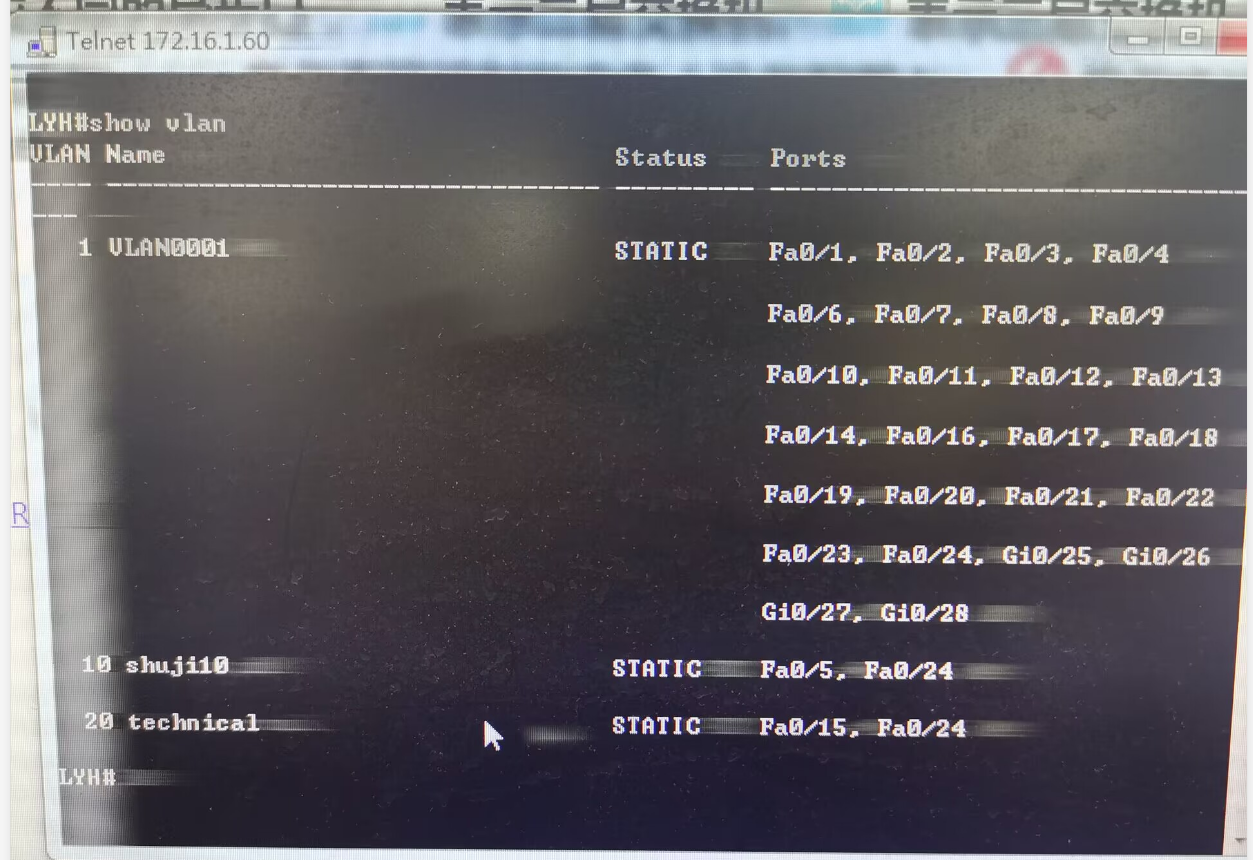 Telnet 172.16.1.60
LYH#show vlan
VLAN Name Status Ports
---- -------------------------------- --------- --------------------------------
---
1 VLAN0001 STATIC Fa0/1, Fa0/2, Fa0/3, Fa0/4
Fa0/6, Fa0/7, Fa0/8, Fa0/9
Fa0/10, Fa0/11, Fa0/12, Fa0/13
Fa0/14, Fa0/16, Fa0/17, Fa0/18
Fa0/19, Fa0/20, Fa0/21, Fa0/22
Fa0/23, Fa0/24, Gi0/25, Gi0/26
Gi0/27, Gi0/28
10 shuji10 STATIC Fa0/5, Fa0/24
20 technical STATIC Fa0/15, Fa0/24
LYH#
R